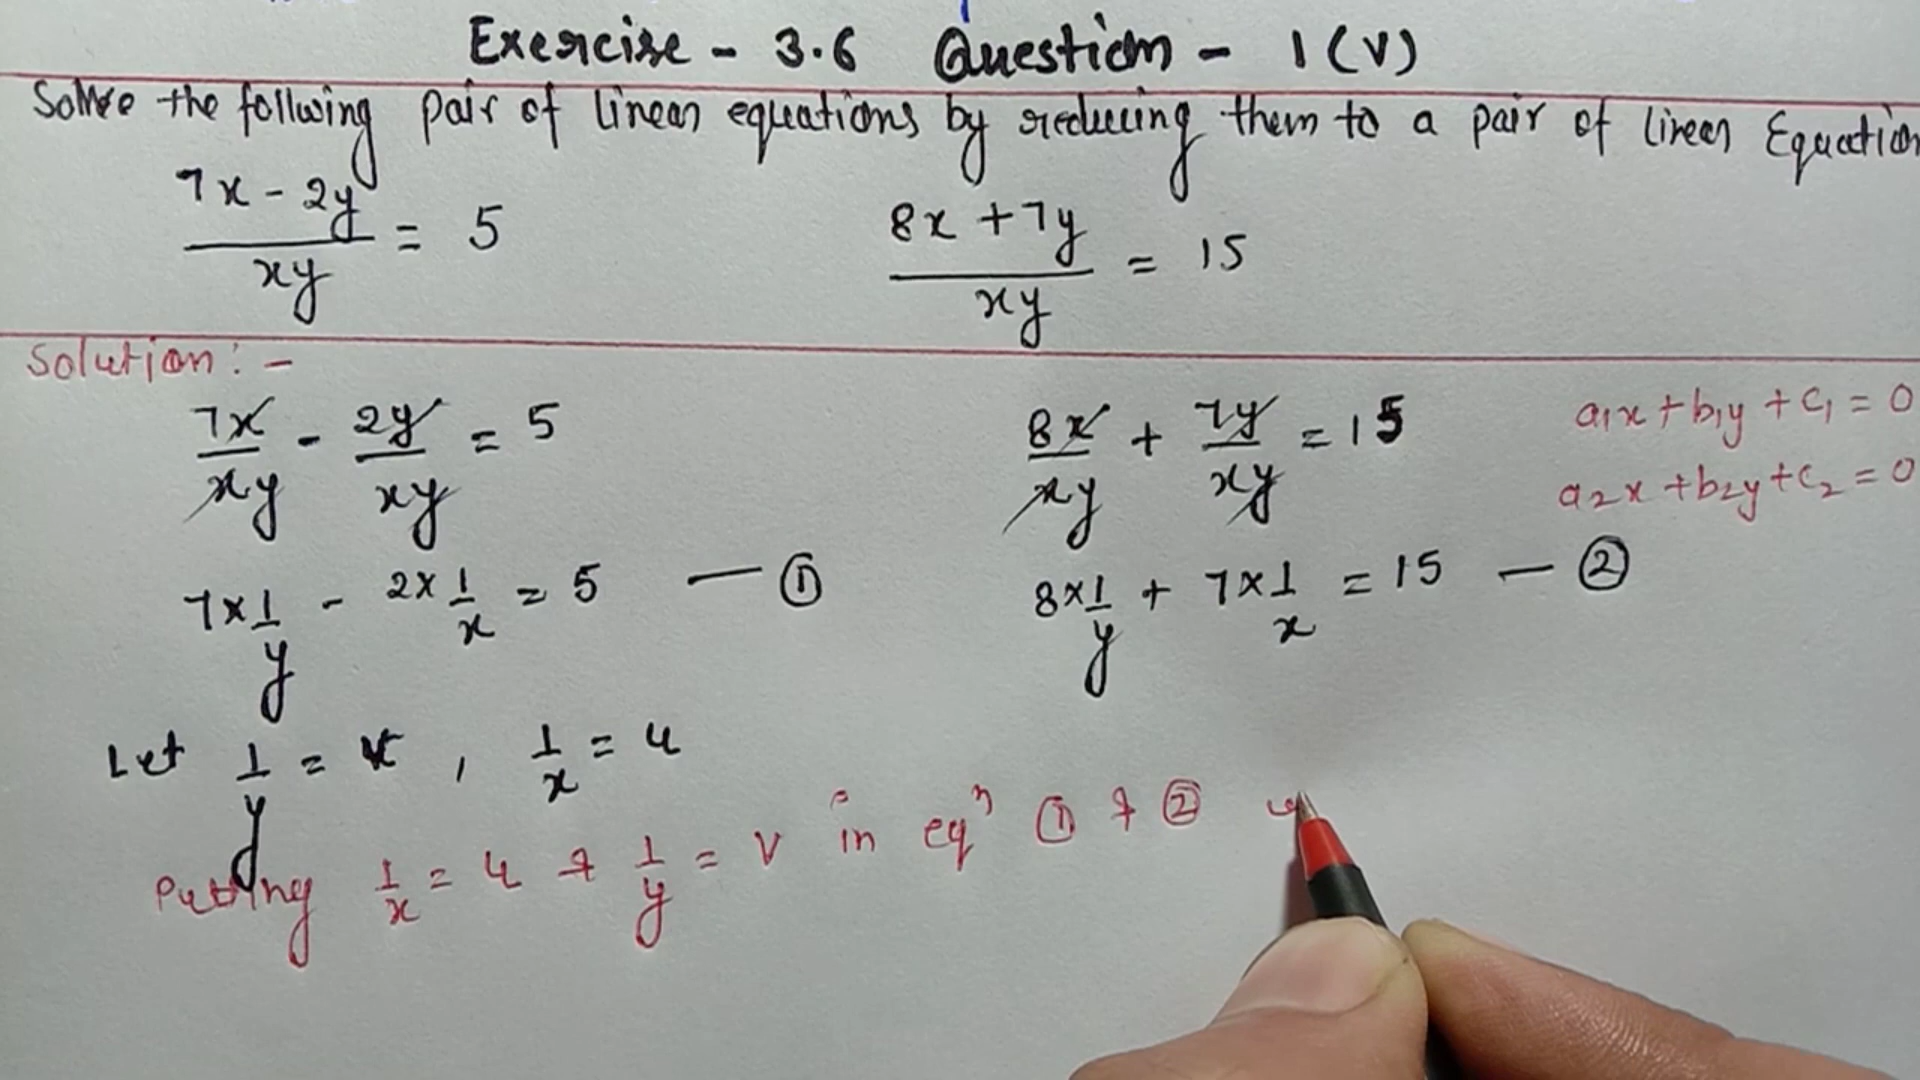 Exercise - 3.6 Question - 1(V)
Solve the follwing pair of linear equations by reducing them to a pair of linear Equation
7x - 2y / xy = 5    8x + 7y / xy = 15
Solution : -
7x/xy - 2y/xy = 5    8x/xy + 7y/xy = 15
a1x + b1y + c1 = 0
a2x + b2y + c2 = 0
7 x 1/y - 2 x 1/x = 5 — ①    8 x 1/y + 7 x 1/x = 15 — ②
Let 1/y = v , 1/x = u
Putting 1/x = u & 1/y = v in eqn ① & ②